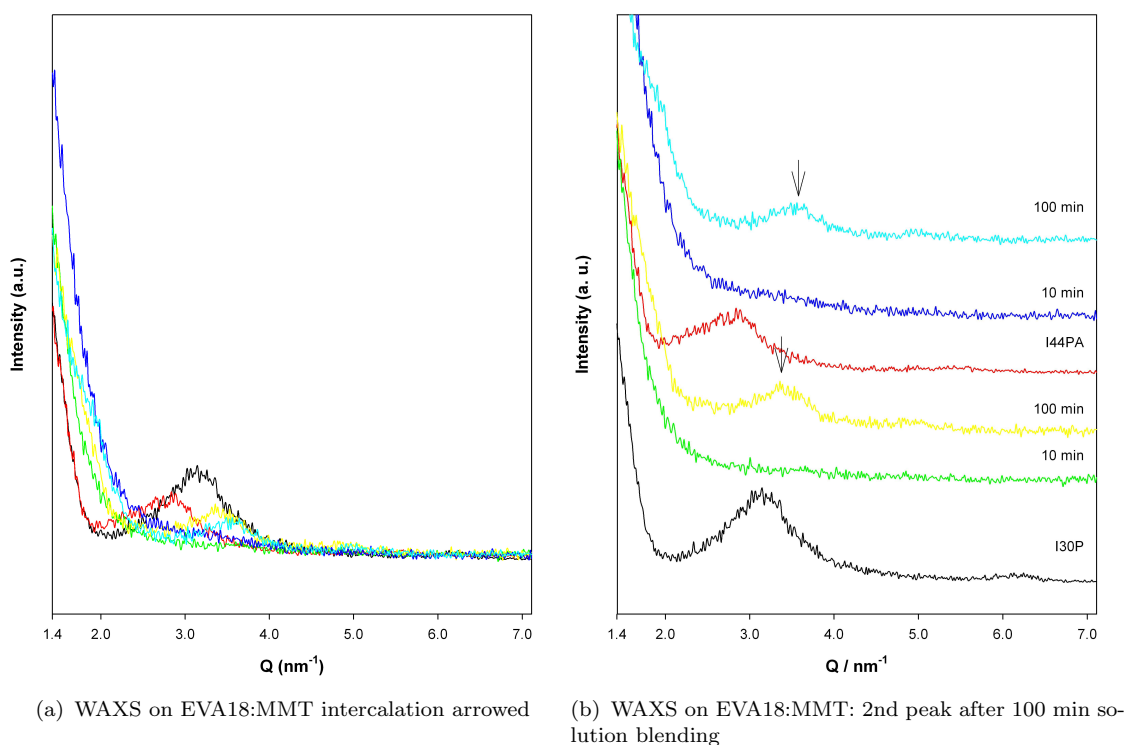 Intensity (a.u.)
1.4 2.0 3.0 4.0 5.0 6.0 7.0
Q (nm-1)
(a) WAXS on EVA18:MMT intercalation arrowed
Intensity (a. u.)
100 min
10 min
I44PA
100 min
10 min
I30P
1.4 2.0 3.0 4.0 5.0 6.0 7.0
Q / nm-1
(b) WAXS on EVA18:MMT: 2nd peak after 100 min so-
lution blending